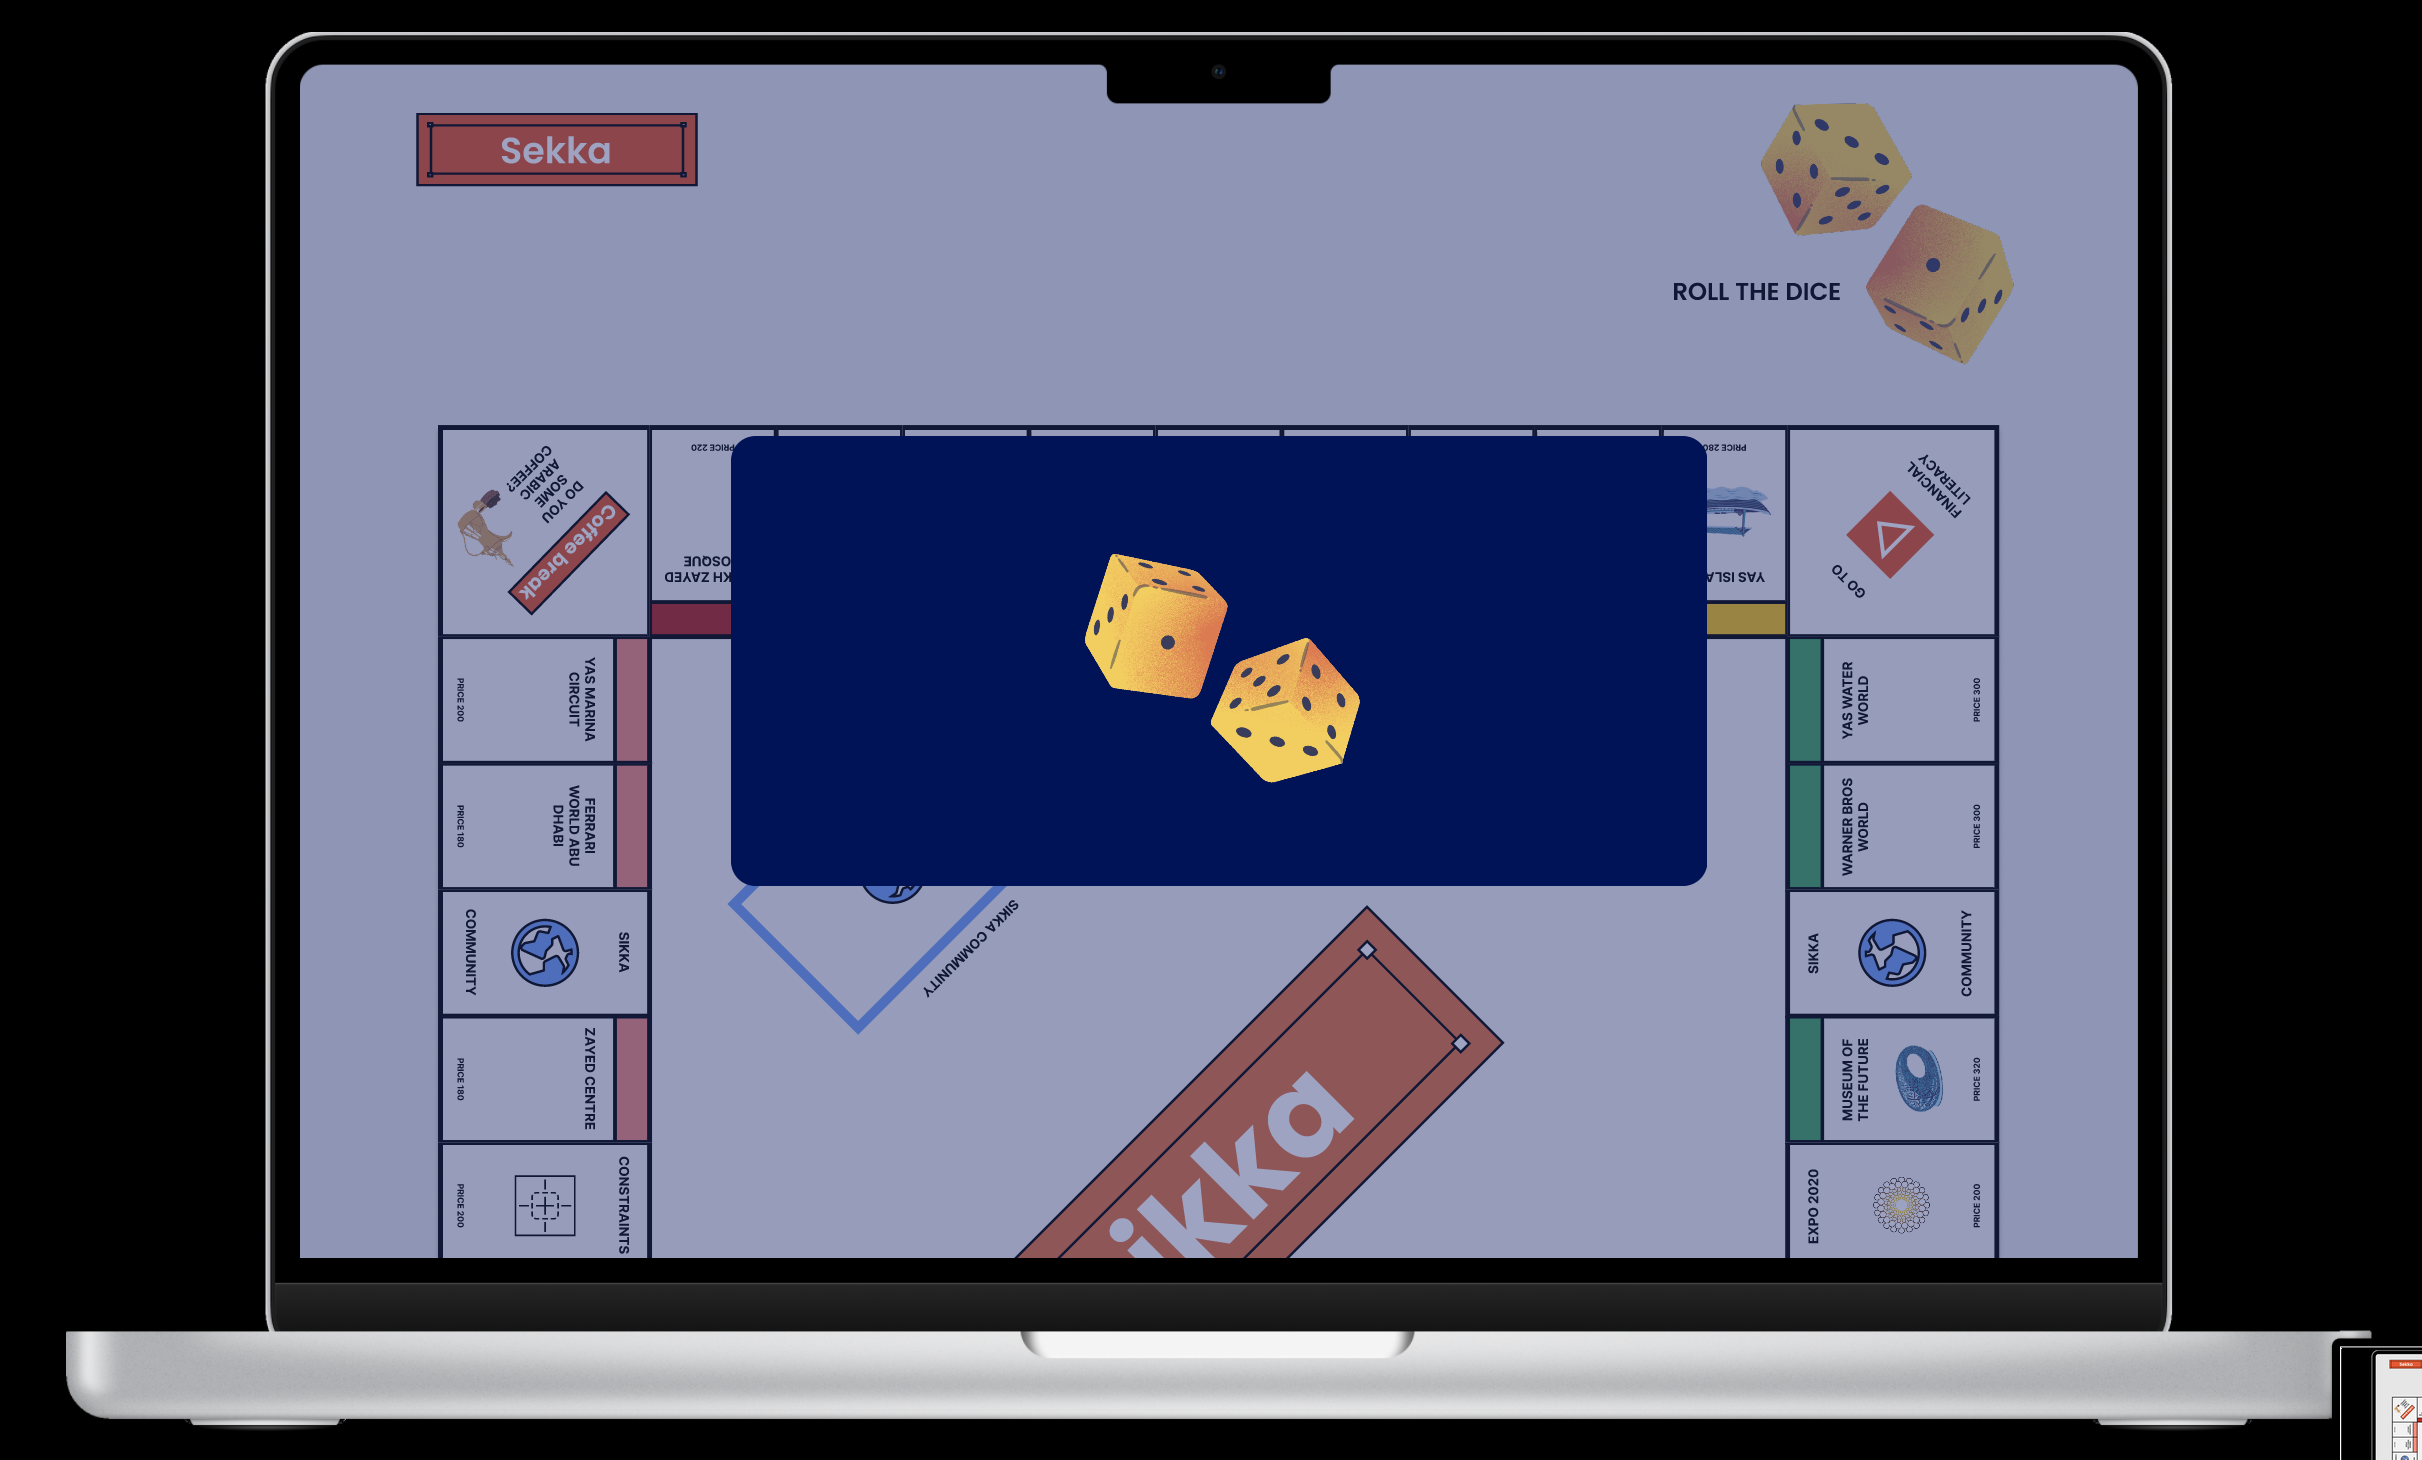 Sekka
ROLL THE DICE
DO YOU
SOME
ARABIC
COFFEE?
Coffee break
PRICE 220
KH ZAYED
OSQUE
PRICE 280
YAS ISLA
FINANCIAL
LITERACY
GO TO
YAS MARINA
CIRCUIT
PRICE 200
YAS WATER
WORLD
PRICE 300
FERRARI
WORLD ABU
DHABI
PRICE 180
WARNER BROS
WORLD
PRICE 300
SIKKA
COMMUNITY
SIKKA COMMUNITY
SIKKA
COMMUNITY
ZAYED CENTRE
PRICE 180
MUSEUM OF
THE FUTURE
PRICE 320
CONSTRAINTS
PRICE 200
ikka
EXPO 2020
PRICE 200